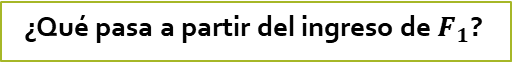 ¿Qué pasa a partir del ingreso de F₁?